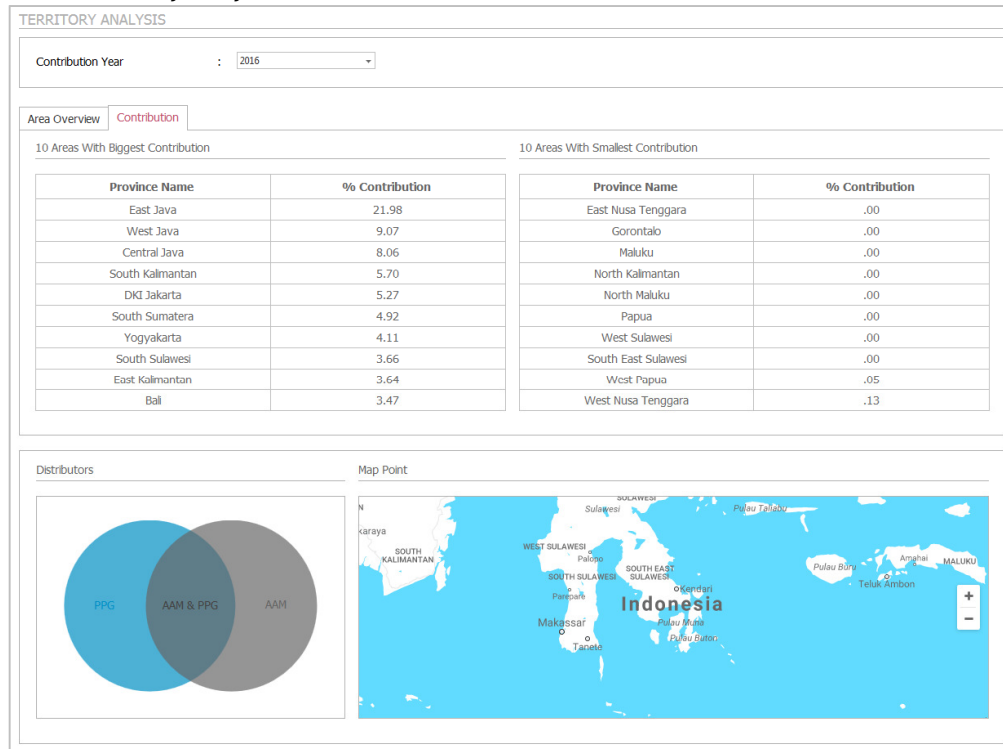 TERRITORY ANALYSIS
Contribution Year : 2016
Area Overview Contribution
10 Areas With Biggest Contribution
Province Name % Contribution
East Java 21.98
West Java 9.07
Central Java 8.06
South Kalimantan 5.70
DKI Jakarta 5.27
South Sumatera 4.92
Yogyakarta 4.11
South Sulawesi 3.66
East Kalimantan 3.64
Bali 3.47
10 Areas With Smallest Contribution
Province Name % Contribution
East Nusa Tenggara .00
Gorontalo .00
Maluku .00
North Kalimantan .00
North Maluku .00
Papua .00
West Sulawesi .00
South East Sulawesi .00
West Papua .05
West Nusa Tenggara .13
Distributors
PPG AAM & PPG AAM
Map Point
N
SULAWESI
Sulawesi
Pulau Taliabu
karaya
SOUTH
KALIMANTAN
WEST SULAWESI
Palopo
SOUTH SULAWESI
SOUTH EAST
SULAWESI
Parepare
Kendari
Indonesia
Makassar
Pulau Muna
Pulau Buton
Tanete
Pulau Buru
Amahai
MALUKU
Teluk Ambon
+
−